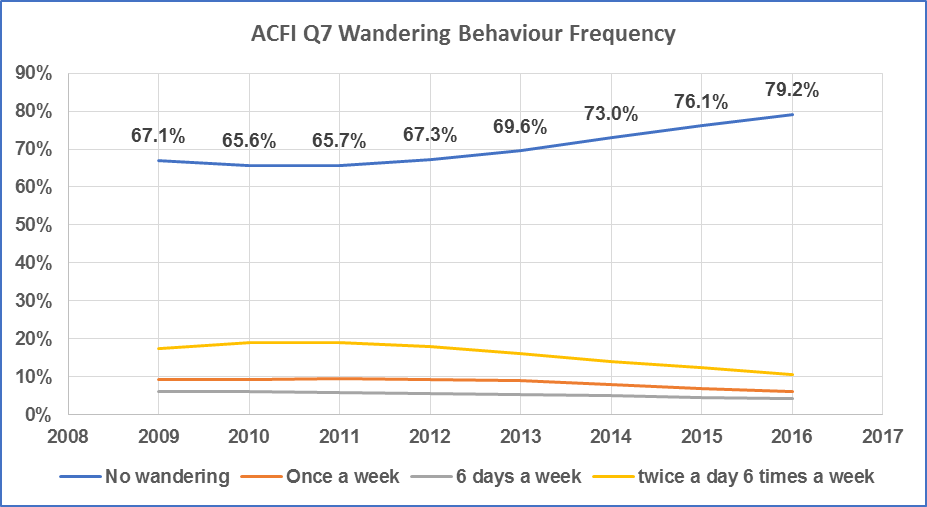 ACFI Q7 Wandering Behaviour Frequency
90%
80%
70%
60%
50%
40%
30%
20%
10%
0%
67.1% 65.6% 65.7% 67.3% 69.6% 73.0% 76.1% 79.2%
2008 2009 2010 2011 2012 2013 2014 2015 2016 2017
No wandering Once a week 6 days a week twice a day 6 times a week